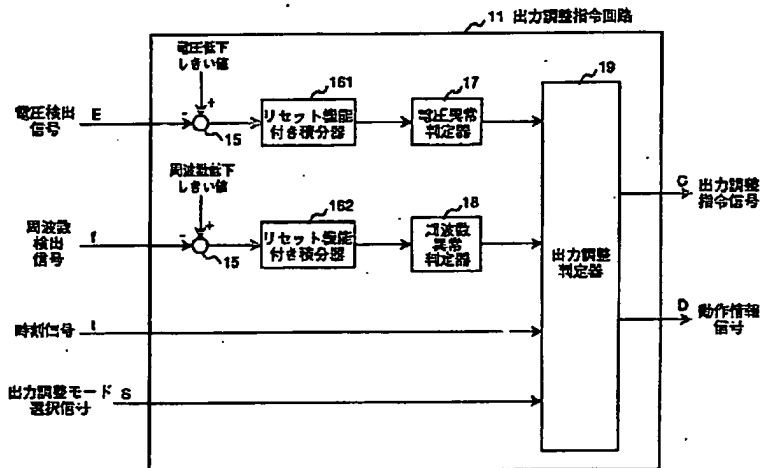 11 出力調整指令回路
電圧低下
しきい値
161
17
19
電圧検出
信号
E
-
+
15
リセット機能
付き積分器
電圧異常
判定器
周波数低下
しきい値
162
18
C
出力調整
指令信号
周波数
検出
信号
f
-
+
15
リセット機能
付き積分器
周波数
異常
判定器
出力調整
判定器
時刻信号
t
D
動作情報
信号
出力調整モード
選択信号
S